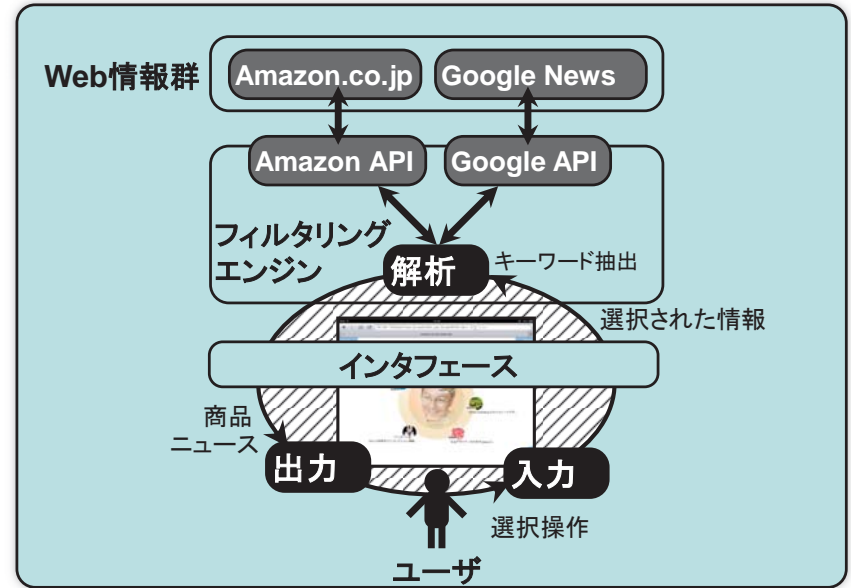 Web情報群
Amazon.co.jp
Google News
Amazon API
Google API
フィルタリング
エンジン
解析
キーワード抽出
選択された情報
インタフェース
商品
ニュース
出力
入力
選択操作
ユーザ